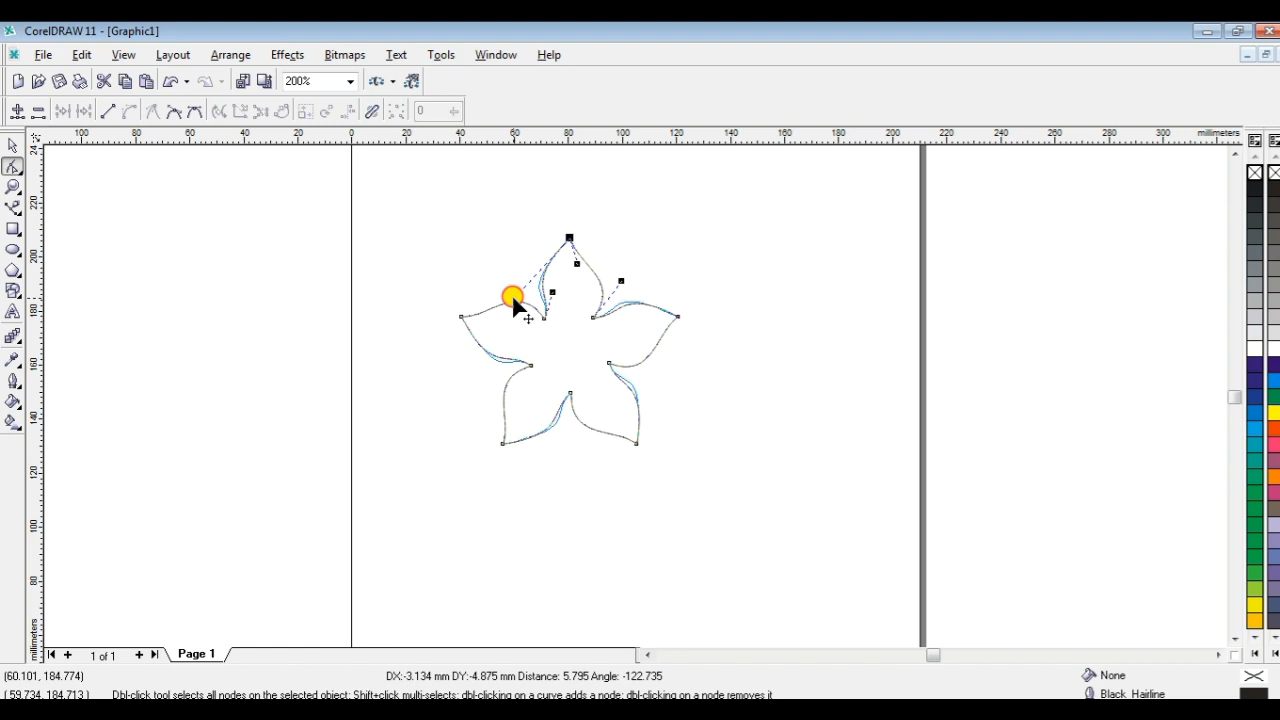 CorelDRAW 11 - [Graphic1]
File Edit View Layout Arrange Effects Bitmaps Text Tools Window Help
200%
0
100 80 60 40 20 0 20 40 60 80 100 120 140 160 180 200 220 240 260 280 300 millimeters
24
220
200
180
160
140
120
100
80
millimeters
1 of 1 Page 1
(60.101, 184.774) DX:-3.134 mm DY:-4.875 mm Distance: 5.795 Angle: -122.735 None
( 59.734, 184.713 ) Dbl-click tool selects all nodes on the selected object; Shift+click multi-selects; dbl-clicking on a curve adds a node; dbl-clicking on a node removes it Black Hairline